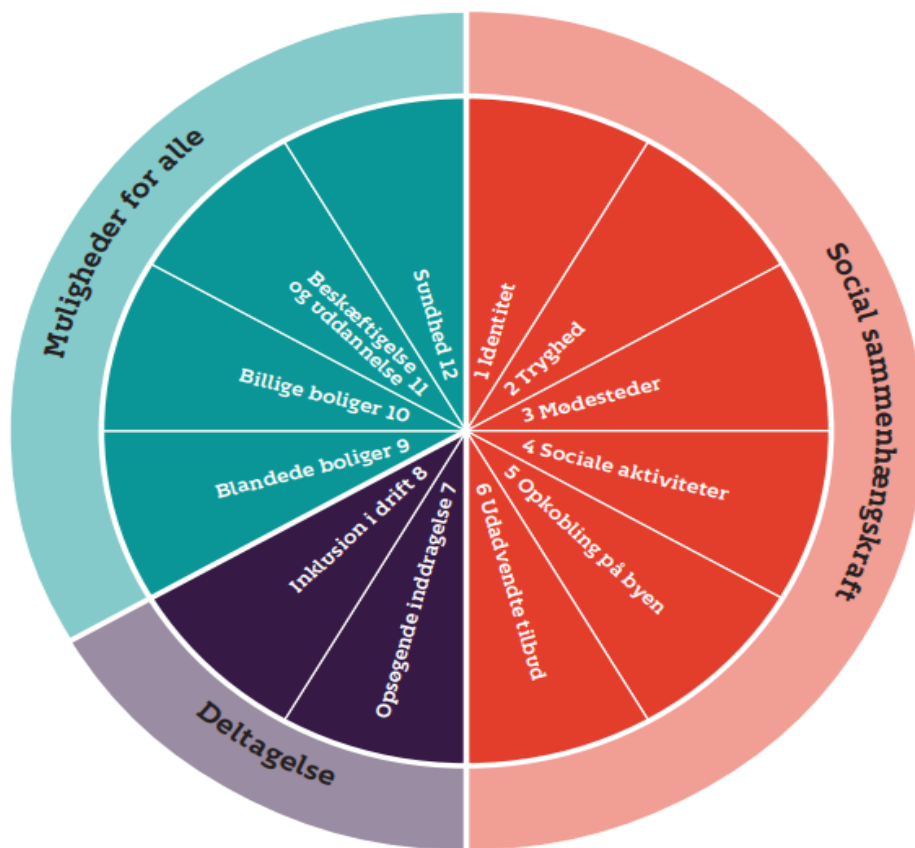 Muligheder for alle
Social sammenhængskraft
Deltagelse
1 Identitet
2 Tryghed
3 Mødesteder
4 Sociale aktiviteter
5 Opkobling på byen
6 Udadvendte tilbud
Opsøgende inddragelse 7
Inklusion i drift 8
Blandede boliger 9
Billige boliger 10
Beskæftigelse
og uddannelse 11
Sundhed 12